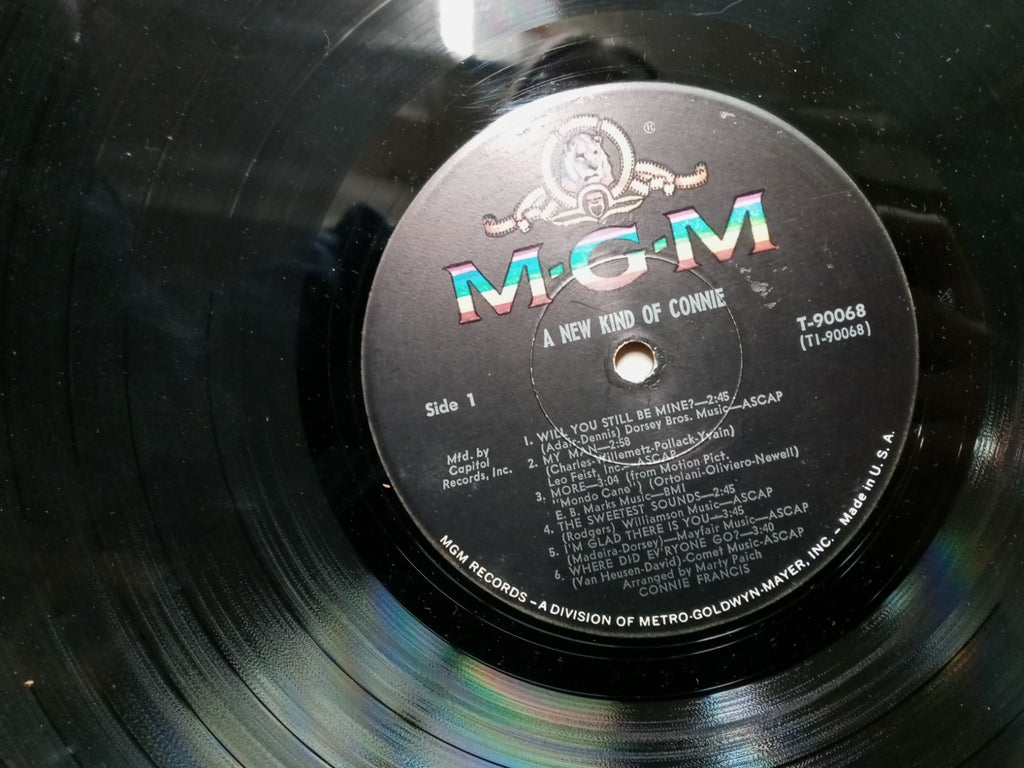 ®
M·G·M
A NEW KIND OF CONNIE
T-90068
(T1-90068)
Side 1
Mfd. by
Capitol
Records, Inc.
1. WILL YOU STILL BE MINE?—2:45
(Adair-Dennis) Dorsey Bros. Music—ASCAP
2. MY MAN—2:58
(Charles-Willemetz-Pollack-Yvain)
Leo Feist, Inc.—ASCAP
3. MORE—3:04 (from Motion Pict.
"Mondo Cane") (Ortolani-Oliviero-Newell)
E. B. Marks Music—BMI
4. THE SWEETEST SOUNDS—2:45
(Rodgers) Williamson Music—ASCAP
5. I'M GLAD THERE IS YOU—3:45
(Madeira-Dorsey)—Mayfair Music—ASCAP
6. WHERE DID EV'RYONE GO?—3:40
(Van Heusen-David)-Comet Music-ASCAP
Arranged by Marty Paich
CONNIE FRANCIS
MGM RECORDS – A DIVISION OF METRO-GOLDWYN-MAYER, INC. – Made in U. S. A.